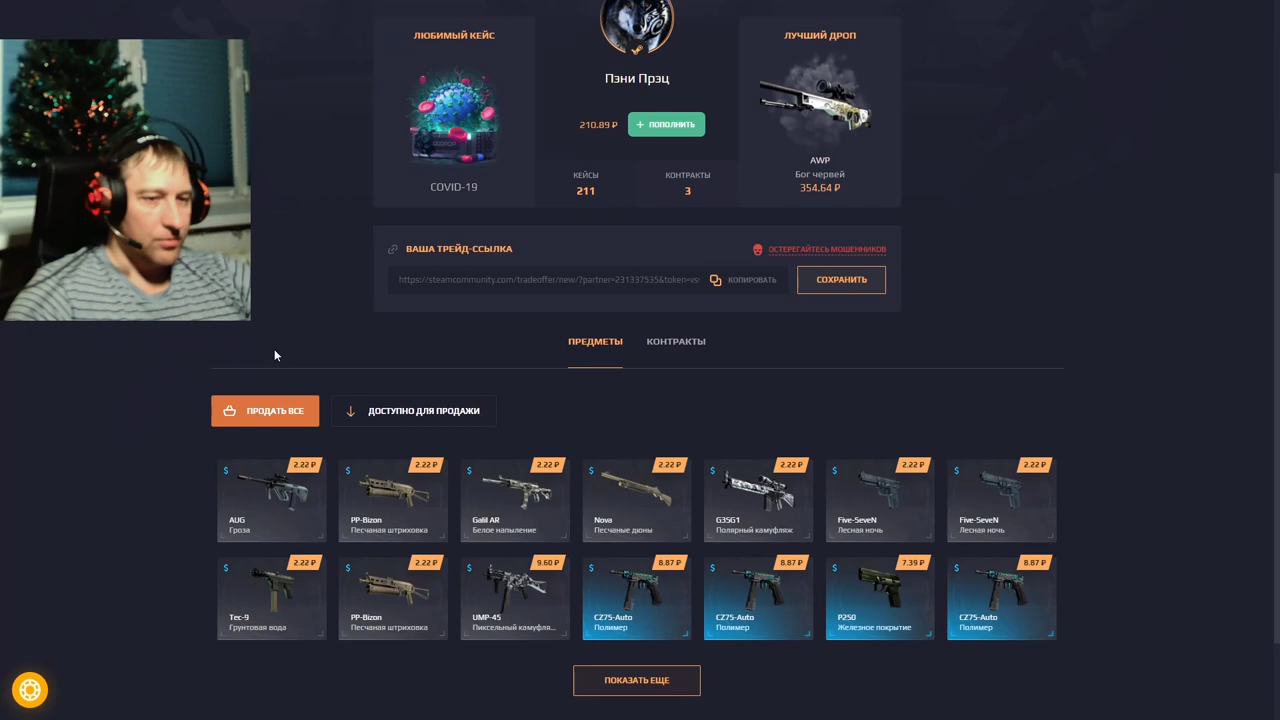 ЛЮБИМЫЙ КЕЙС
ЛУЧШИЙ ДРОП
Пэни Прэц
210.89 ₽
+ ПОПОЛНИТЬ
COVID-19
КЕЙСЫ
211
КОНТРАКТЫ
3
AWP
Бог червей
354.64 ₽
ВАША ТРЕЙД-ССЫЛКА
ОСТЕРЕГАЙТЕСЬ МОШЕННИКОВ
https://steamcommunity.com/tradeoffer/new/?partner=231337535&token=
КОПИРОВАТЬ
СОХРАНИТЬ
ПРЕДМЕТЫ
КОНТРАКТЫ
ПРОДАТЬ ВСЕ
ДОСТУПНО ДЛЯ ПРОДАЖИ
$ 2.22 ₽
AUG
Гроза
$ 2.22 ₽
PP-Bizon
Песчаная штриховка
$ 2.22 ₽
Galil AR
Белое напыление
$ 2.22 ₽
Nova
Песчаные дюны
$ 2.22 ₽
G3SG1
Полярный камуфляж
$ 2.22 ₽
Five-SeveN
Лесная ночь
$ 2.22 ₽
Five-SeveN
Лесная ночь
$ 2.22 ₽
Tec-9
Грунтовая вода
$ 2.22 ₽
PP-Bizon
Песчаная штриховка
$ 9.60 ₽
UMP-45
Пиксельный камуфля...
$ 8.87 ₽
CZ75-Auto
Полимер
$ 8.87 ₽
CZ75-Auto
Полимер
$ 7.39 ₽
P250
Железное покрытие
$ 8.87 ₽
CZ75-Auto
Полимер
ПОКАЗАТЬ ЕЩЕ